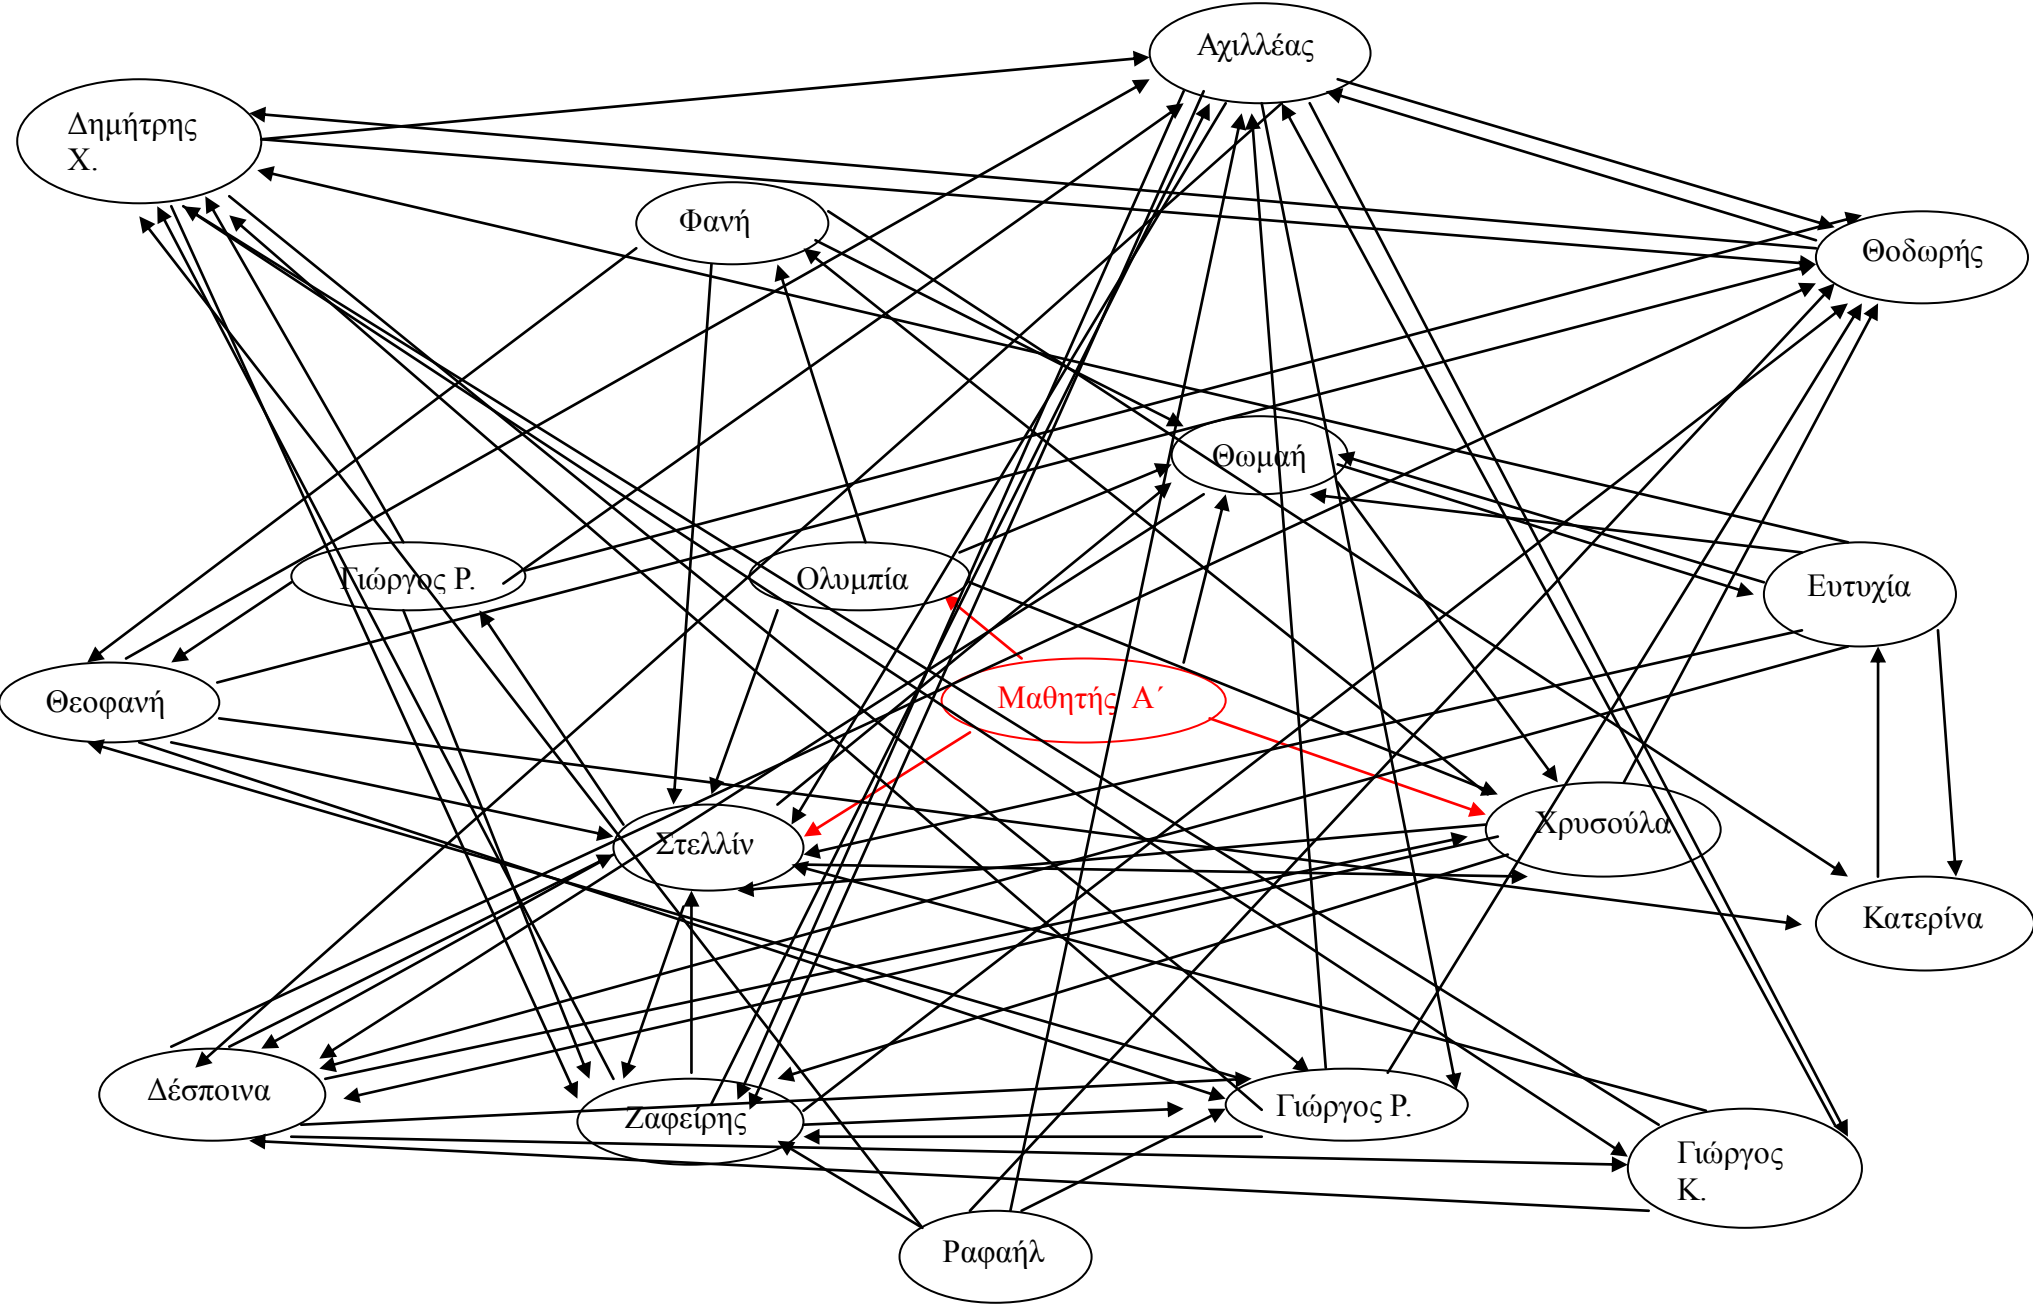 Αχιλλέας
Δημήτρης
Χ.
Φανή
Θοδωρής
Θωμαή
Γιώργος Ρ.
Ολυμπία
Ευτυχία
Θεοφανή
Μαθητής Α΄
Στελλίν
Χρυσούλα
Κατερίνα
Δέσποινα
Ζαφείρης
Γιώργος Ρ.
Γιώργος
Κ.
Ραφαήλ